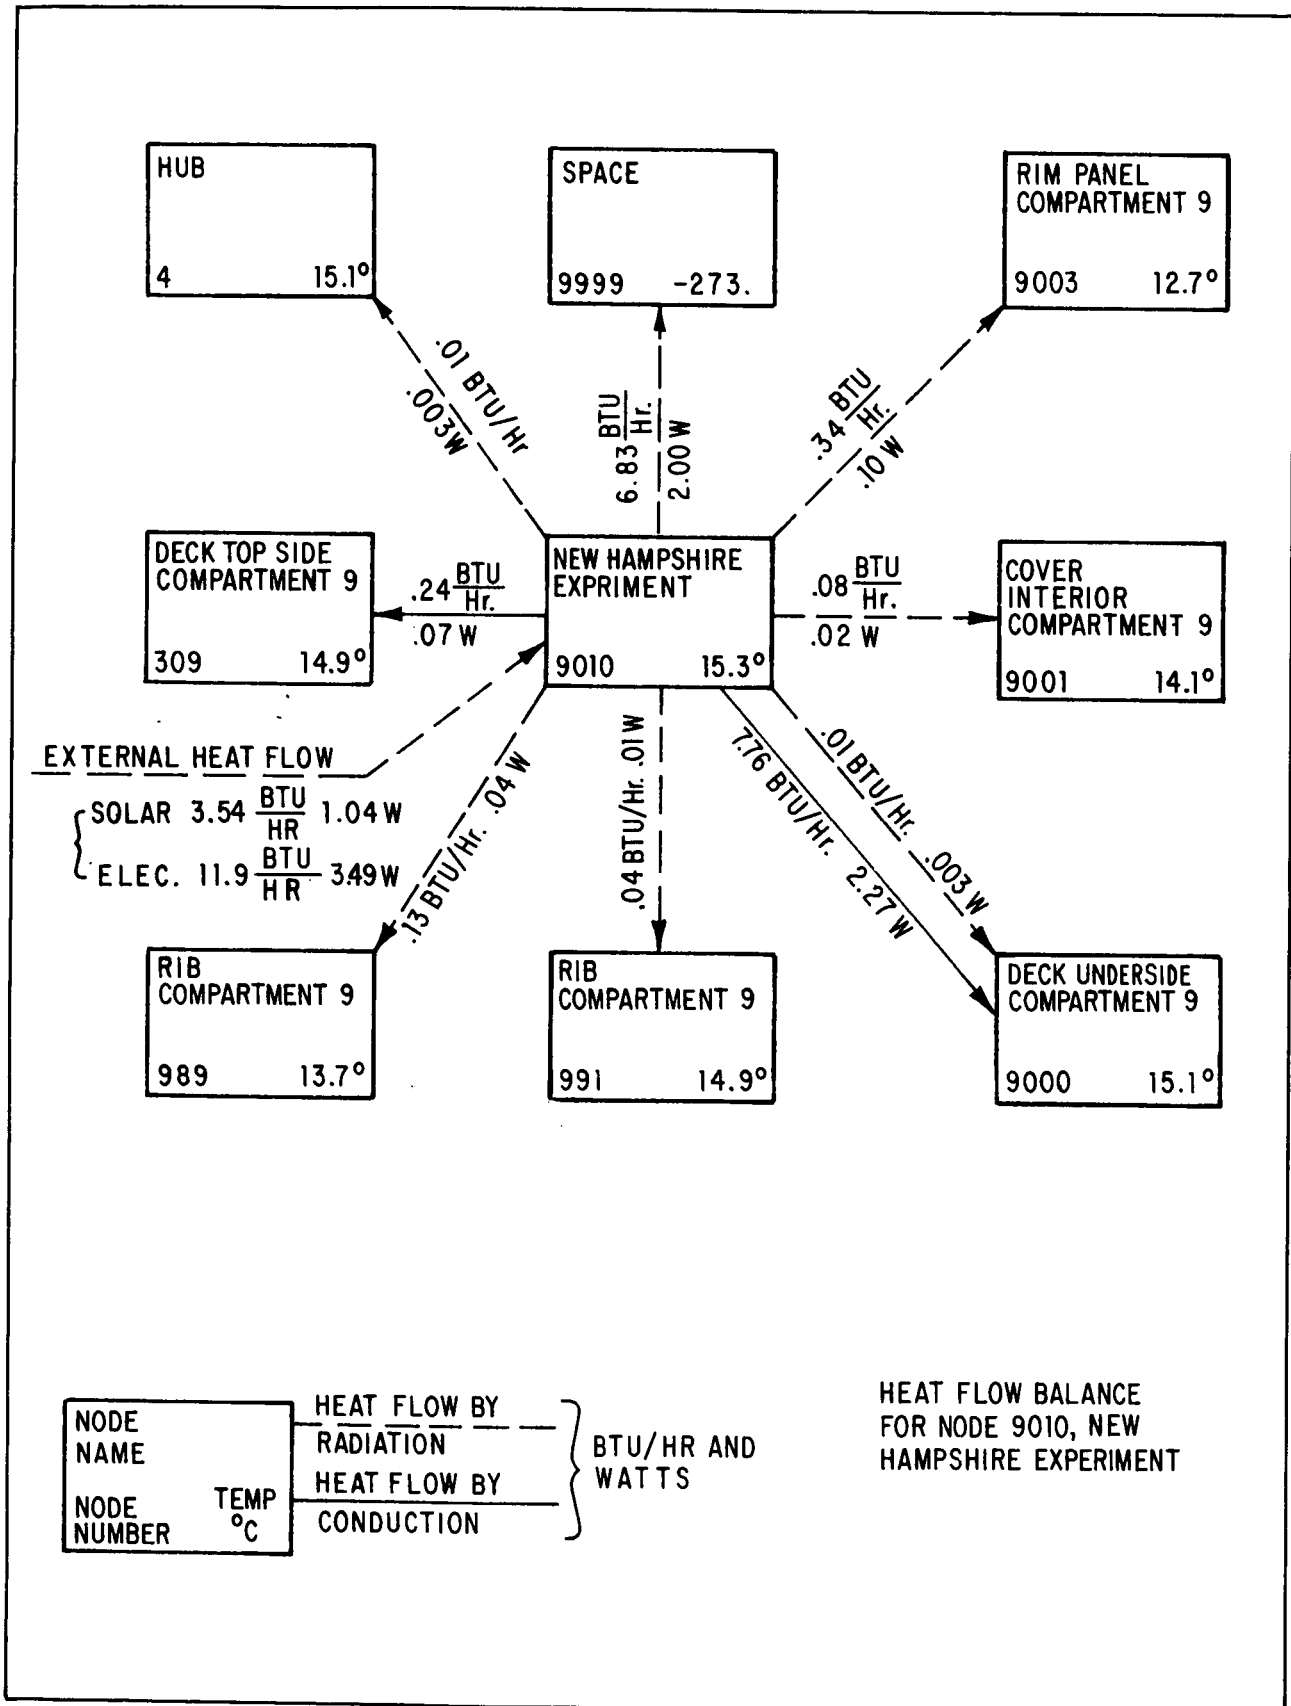 HUB
4 15.1°
SPACE
9999 -273.
RIM PANEL
COMPARTMENT 9
9003 12.7°
.01 BTU/Hr
.003W
6.83 BTU/Hr.
2.00 W
.34 BTU/Hr.
.10 W
DECK TOP SIDE
COMPARTMENT 9
309 14.9°
.24 BTU/Hr.
.07 W
NEW HAMPSHIRE
EXPRIMENT
9010 15.3°
.08 BTU/Hr.
.02 W
COVER
INTERIOR
COMPARTMENT 9
9001 14.1°
EXTERNAL HEAT FLOW
SOLAR 3.54 BTU/HR 1.04 W
ELEC. 11.9 BTU/HR 3.49W
.13 BTU/Hr. .04 W
.04 BTU/Hr. .01 W
7.76 BTU/Hr. 2.27 W
.01 BTU/Hr. .003 W
RIB
COMPARTMENT 9
989 13.7°
RIB
COMPARTMENT 9
991 14.9°
DECK UNDERSIDE
COMPARTMENT 9
9000 15.1°
NODE
NAME
NODE
NUMBER
TEMP
°C
HEAT FLOW BY
RADIATION
HEAT FLOW BY
CONDUCTION
BTU/HR AND
WATTS
HEAT FLOW BALANCE
FOR NODE 9010, NEW
HAMPSHIRE EXPERIMENT